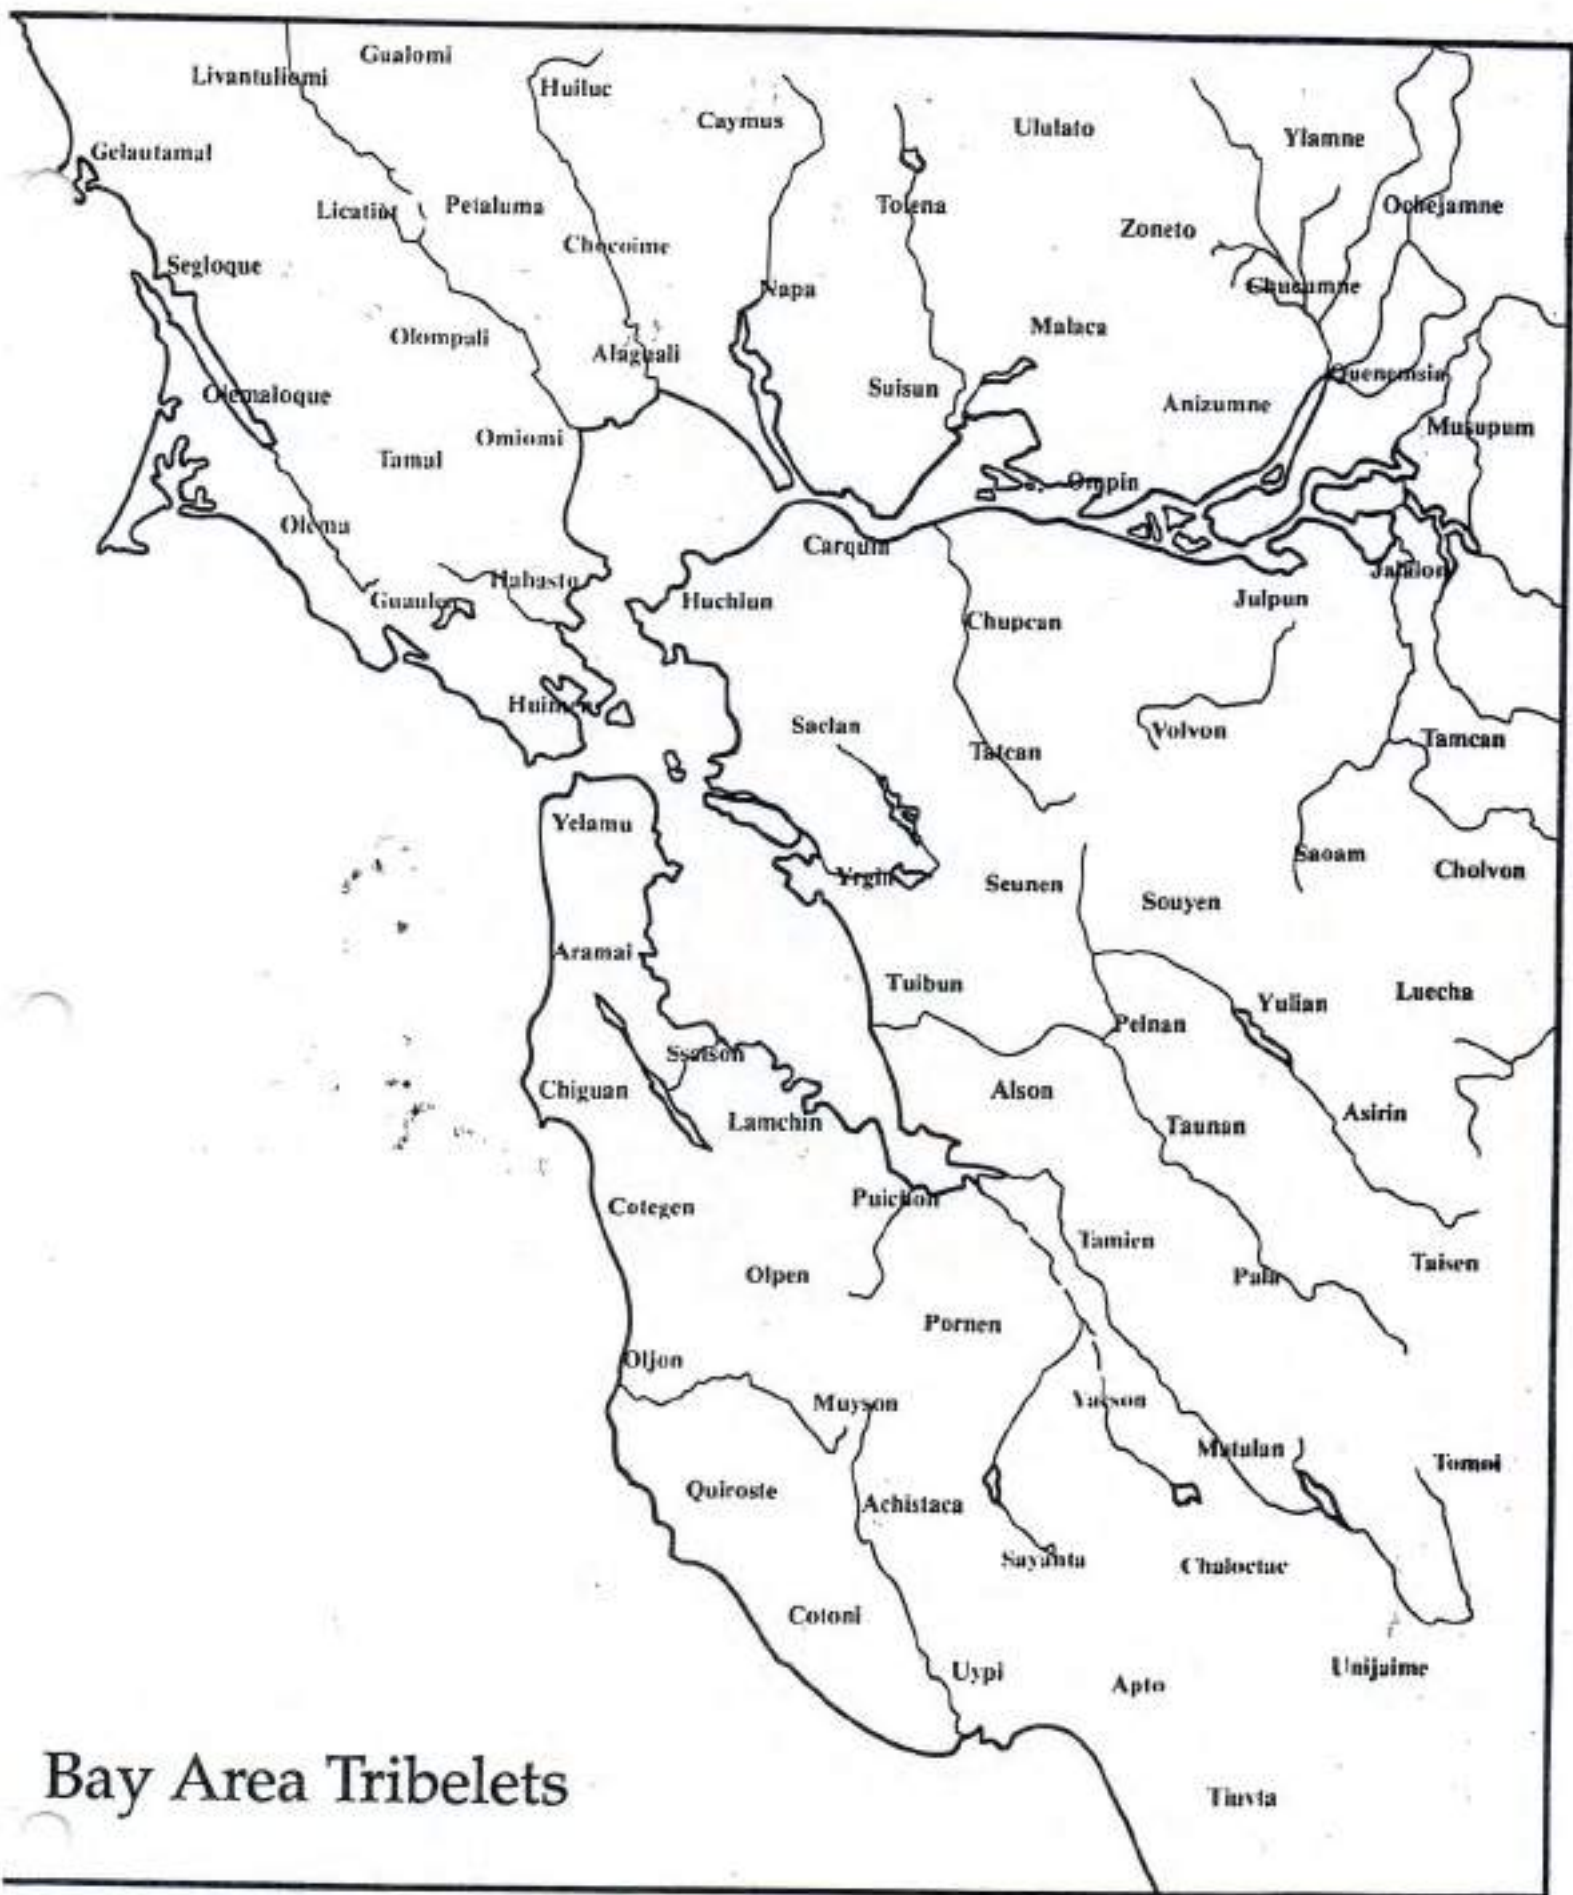 Gualomi
Livantuliomi
Huiluc
Caymus
Ululato
Ylamne
Gelautamal
Licatiut
Petaluma
Tolena
Ochejamne
Zoneto
Chocoime
Segloque
Napa
Chucumne
Malaca
Olompali
Alaguali
Quenemsia
Suisun
Olemaloque
Anizumne
Musupum
Omiomi
Tamal
Ompin
Olema
Carquin
Jalalon
Habasto
Guaulen
Huchiun
Julpun
Chupcan
Huimen
Saclan
Volvon
Tatcan
Tamcan
Yelamu
Saoam
Cholvon
Yrgin
Seunen
Souyen
Aramai
Tuibun
Luecha
Yulian
Pelnan
Ssalson
Chiguan
Alson
Asirin
Lamchin
Taunan
Puichon
Cotegen
Tamien
Taisen
Olpen
Pala
Pornen
Oljon
Muyson
Yacson
Matalan
Tomoi
Quiroste
Achistaca
Sayanta
Chaloctac
Cotoni
Uypi
Apto
Unijaime
Bay Area Tribelets
Tiuvta